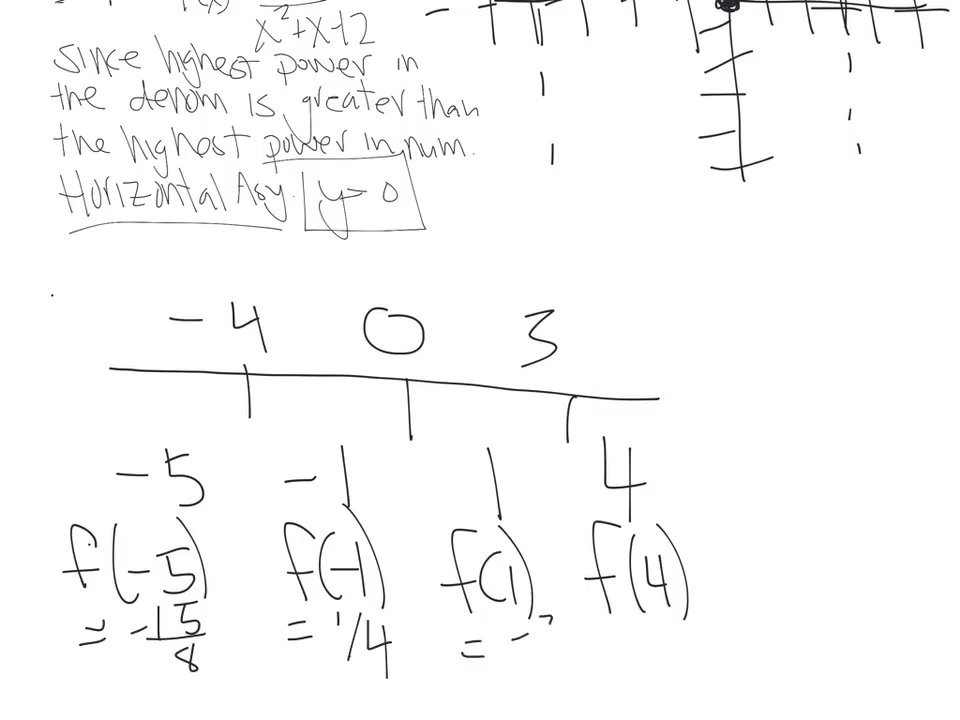 x²+x+12
Since highest power in
the denom is greater than
the highest power in num.
Horizontal Asy. y=0
-4 0 3
-5 -1 1 4
f(-5) f(-1) f(1) f(4)
= -15/8 = 1/4 = -